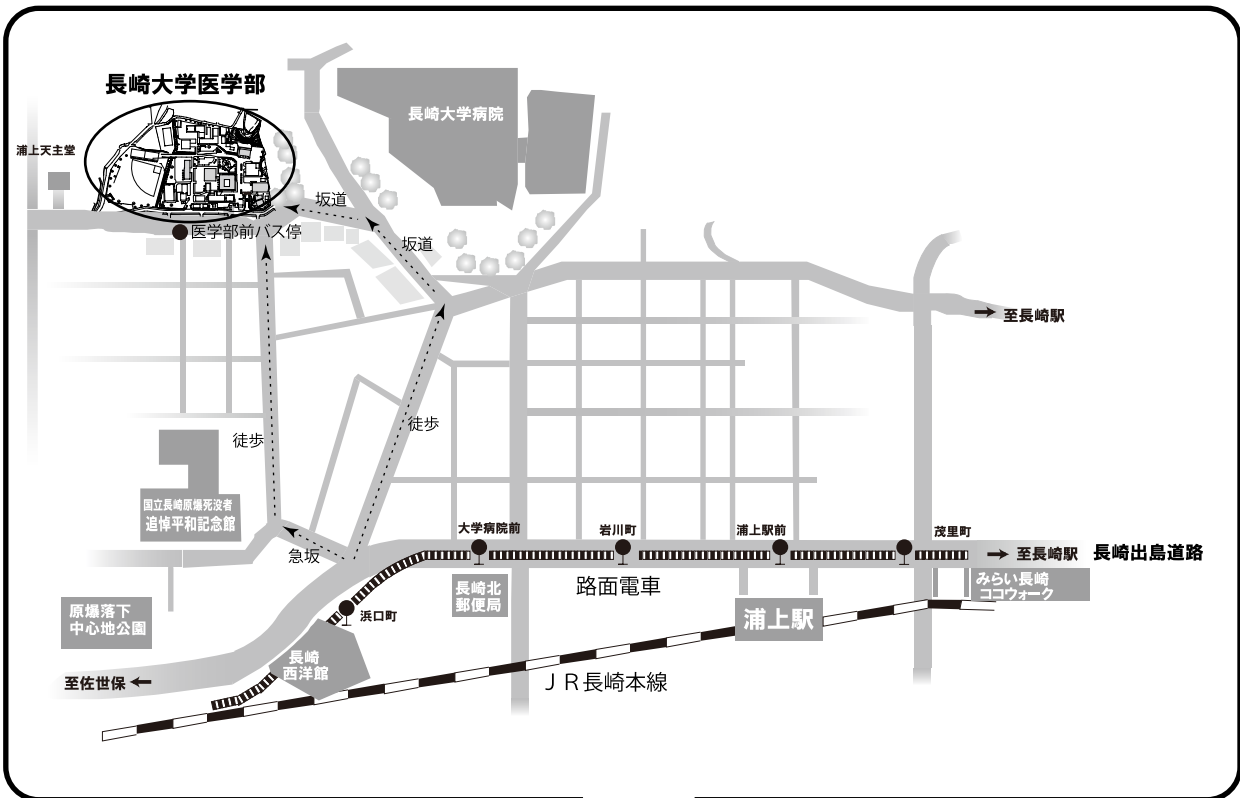 長崎大学医学部
長崎大学病院
浦上天主堂
坂道
医学部前バス停
坂道
至長崎駅
徒歩
徒歩
国立長崎原爆死没者
追悼平和記念館
大学病院前
岩川町
浦上駅前
茂里町
急坂
至長崎駅
長崎出島道路
路面電車
みらい長崎
ココウォーク
長崎北
郵便局
原爆落下
中心地公園
浜口町
浦上駅
長崎
西洋館
至佐世保
ＪＲ長崎本線